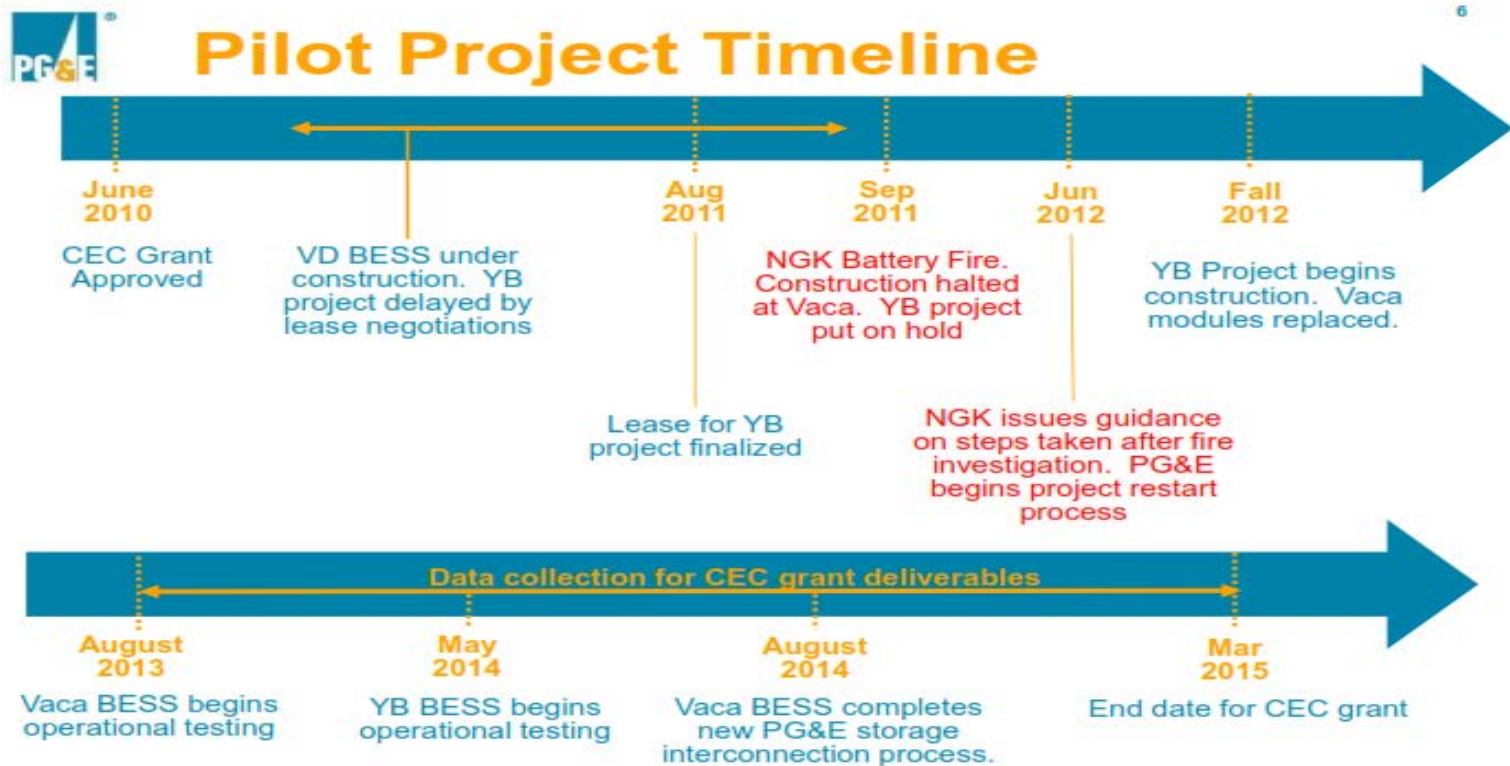 PG&E
®
6
Pilot Project Timeline
June
2010
CEC Grant
Approved
VD BESS under
construction. YB
project delayed by
lease negotiations
Aug
2011
Lease for YB
project finalized
Sep
2011
NGK Battery Fire.
Construction halted
at Vaca. YB project
put on hold
Jun
2012
NGK issues guidance
on steps taken after fire
investigation. PG&E
begins project restart
process
Fall
2012
YB Project begins
construction. Vaca
modules replaced.
Data collection for CEC grant deliverables
August
2013
Vaca BESS begins
operational testing
May
2014
YB BESS begins
operational testing
August
2014
Vaca BESS completes
new PG&E storage
interconnection process.
Mar
2015
End date for CEC grant